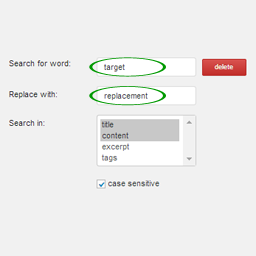 Search for word: target delete
Replace with: replacement
Search in: title
content
excerpt
tags
case sensitive